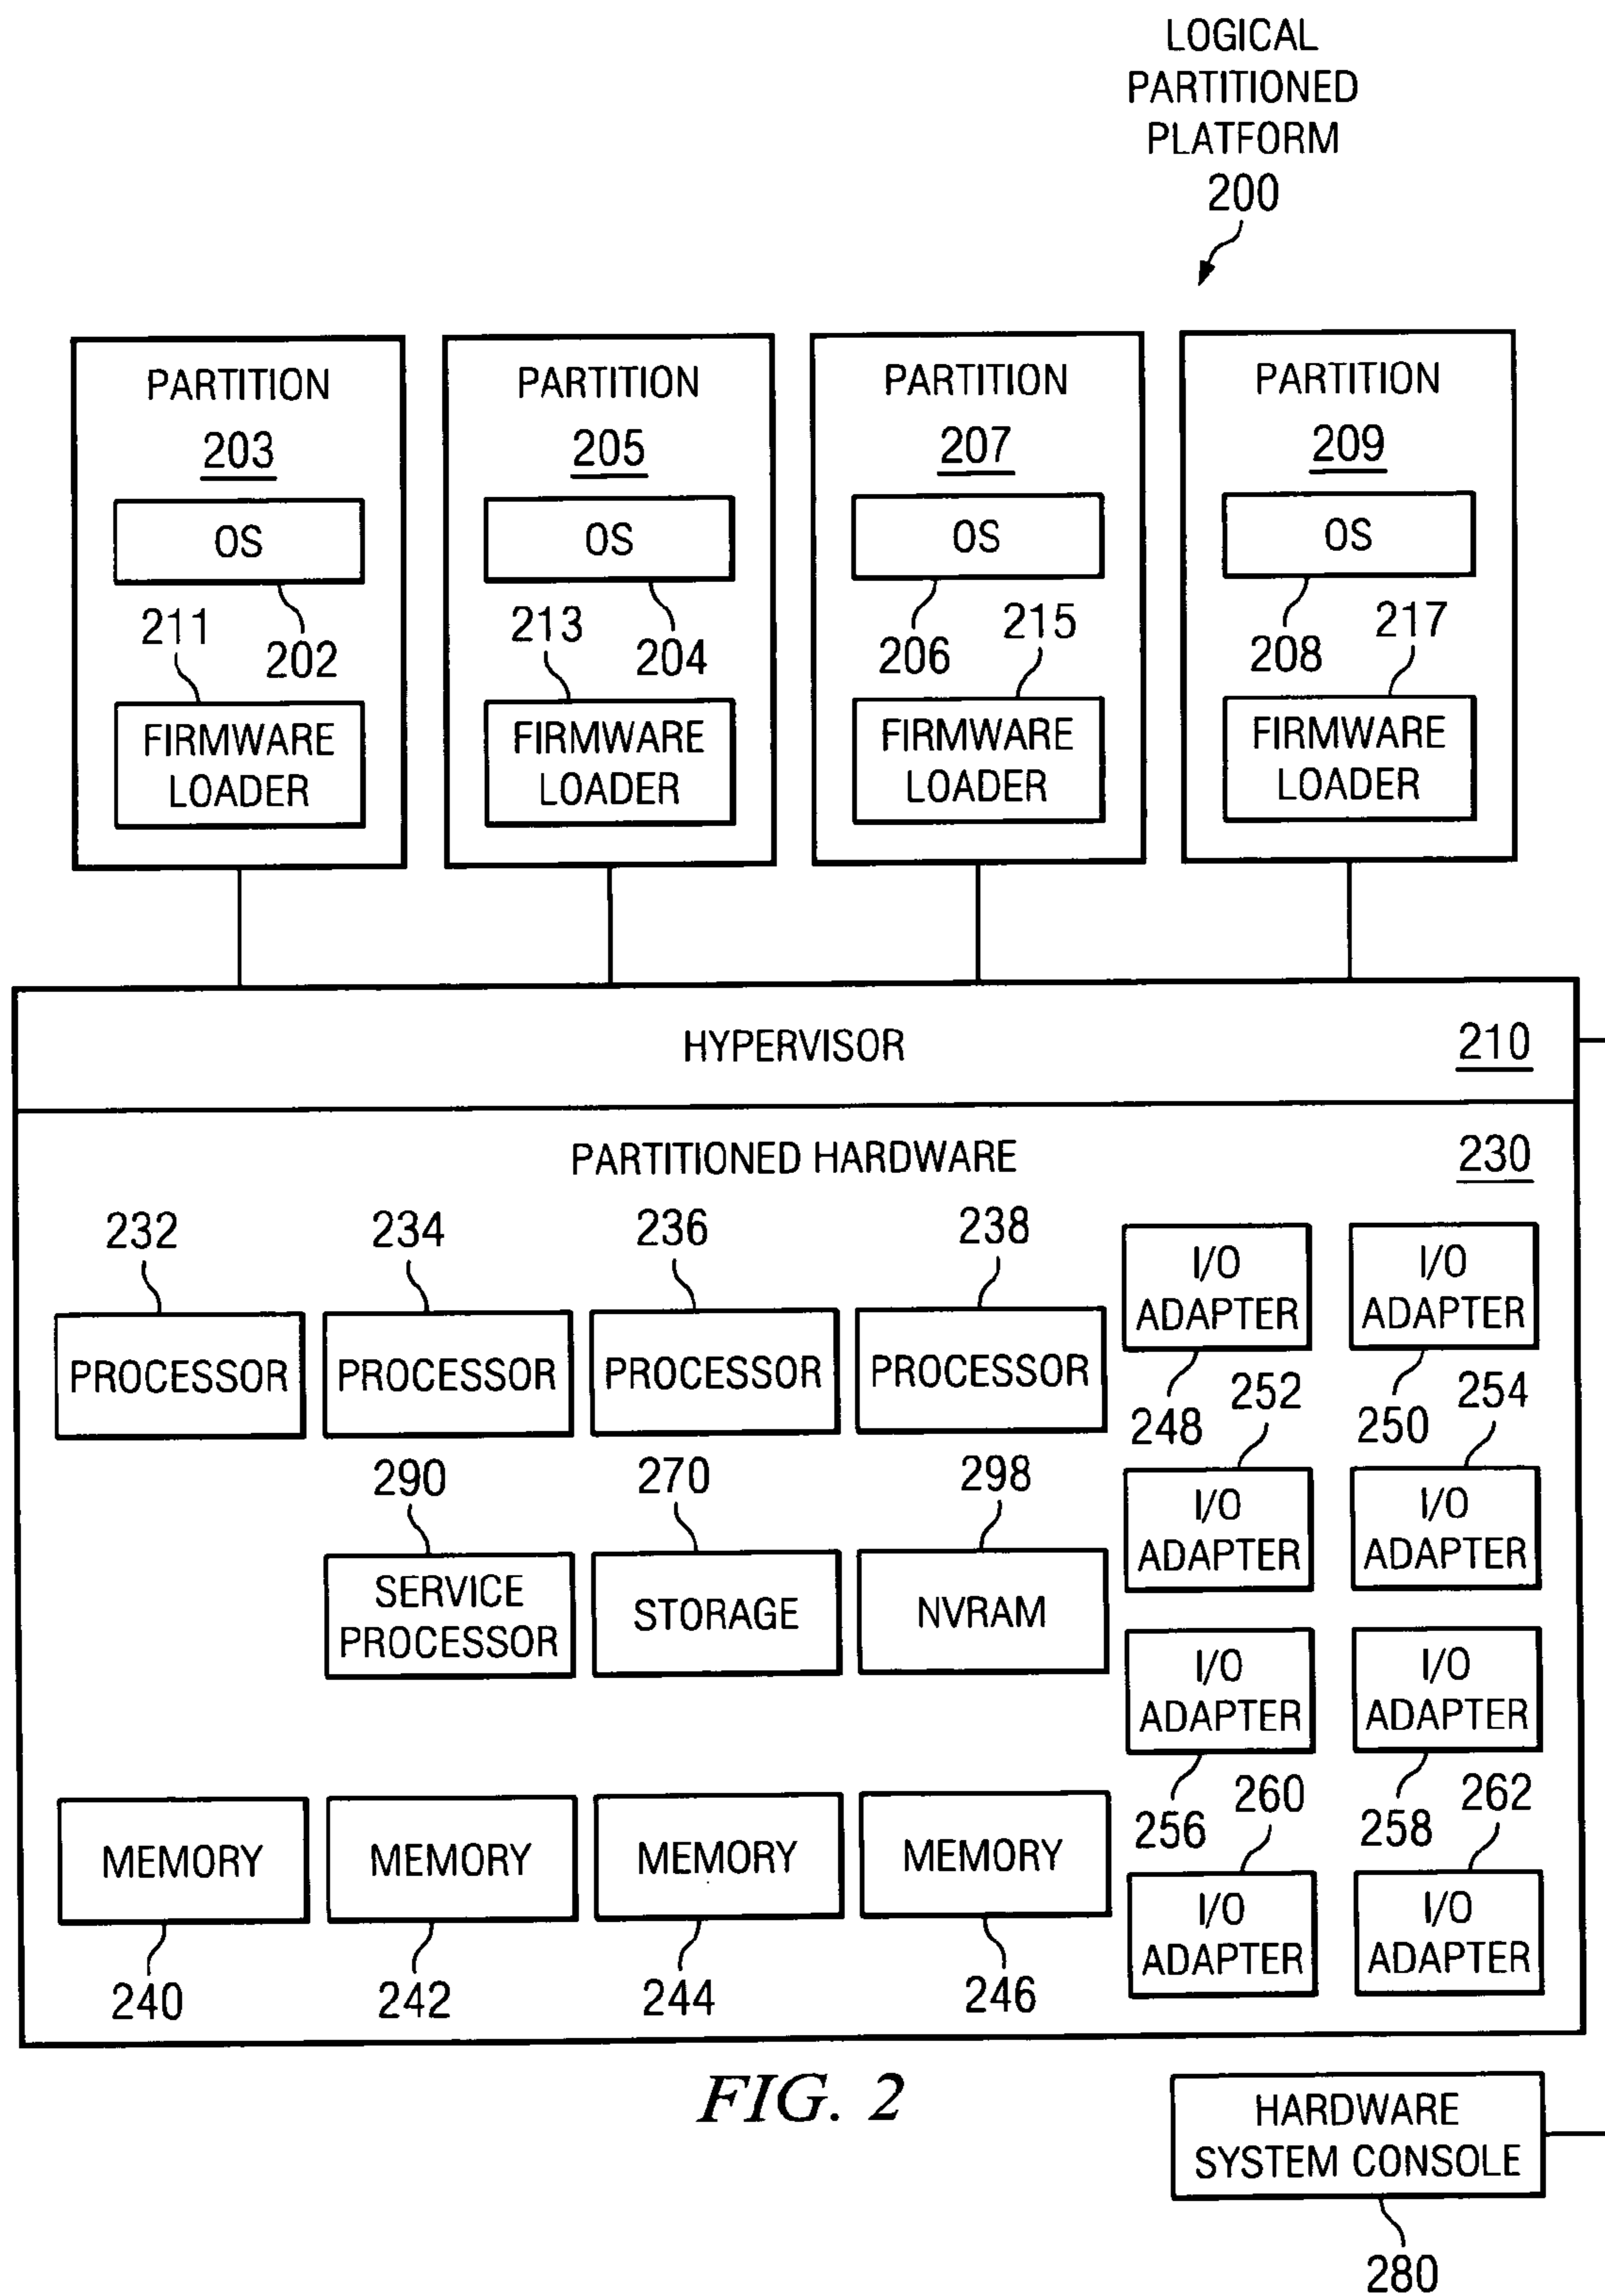 LOGICAL
PARTITIONED
PLATFORM
200
PARTITION
203
OS
202
211
FIRMWARE
LOADER
PARTITION
205
OS
204
213
FIRMWARE
LOADER
PARTITION
207
OS
206
215
FIRMWARE
LOADER
PARTITION
209
OS
208
217
FIRMWARE
LOADER
HYPERVISOR
210
PARTITIONED HARDWARE
230
232
PROCESSOR
234
PROCESSOR
236
PROCESSOR
238
PROCESSOR
I/O
ADAPTER
248
I/O
ADAPTER
250
290
SERVICE
PROCESSOR
270
STORAGE
298
NVRAM
252
I/O
ADAPTER
254
I/O
ADAPTER
I/O
ADAPTER
256
I/O
ADAPTER
258
MEMORY
240
MEMORY
242
MEMORY
244
MEMORY
246
260
I/O
ADAPTER
262
I/O
ADAPTER
FIG. 2
HARDWARE
SYSTEM CONSOLE
280